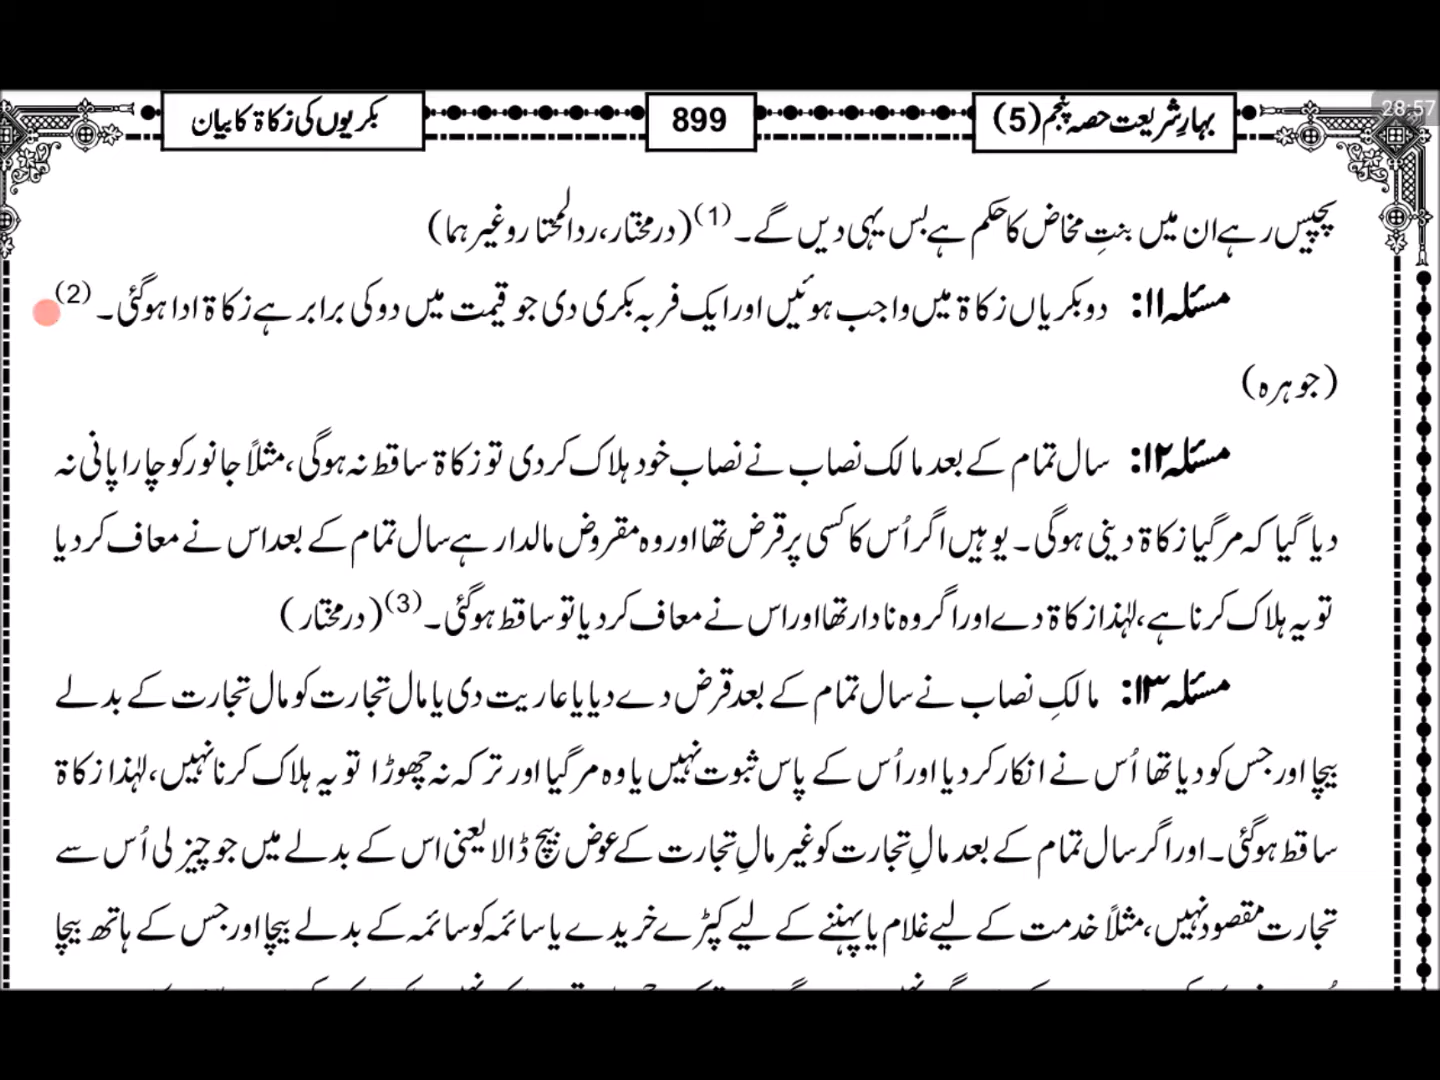 بہارِ شریعت حصہ پنجم (5)
899
بکریوں کی زکاۃ کا بیان
28:57
پچیس رہے ان میں بنتِ مخاض کا حکم ہے بس یہی دیں گے۔ (1) (درمختار، ردالمحتار وغیرہما)
مسئلہ ۱۱: دو بکریاں زکاۃ میں واجب ہوئیں اور ایک فربہ بکری دی جو قیمت میں دو کی برابر ہے زکاۃ ادا ہوگئی۔ (2)
(جوہرہ)
مسئلہ ۱۲: سال تمام کے بعد مالک نصاب نے نصاب خود ہلاک کردی تو زکاۃ ساقط نہ ہوگی، مثلاً جانور کو چارا پانی نہ
دیا گیا کہ مر گیا زکاۃ دینی ہوگی۔ یوہیں اگر اُس کا کسی پر قرض تھا اور وہ مقروض مالدار ہے سال تمام کے بعد اس نے معاف کر دیا
تو یہ ہلاک کرنا ہے، لہٰذا زکاۃ دے اور اگر وہ نادار تھا اور اس نے معاف کر دیا تو ساقط ہوگئی۔ (3) (درمختار)
مسئلہ ۱۳: مالکِ نصاب نے سال تمام کے بعد قرض دے دیا یا عاریت دی یا مال تجارت کو مال تجارت کے بدلے
بیچا اور جس کو دیا تھا اُس نے انکار کر دیا اور اُس کے پاس ثبوت نہیں یا وہ مر گیا اور ترکہ نہ چھوڑا تو یہ ہلاک کرنا نہیں، لہٰذا زکاۃ
ساقط ہوگئی۔ اور اگر سال تمام کے بعد مالِ تجارت کو غیر مالِ تجارت کے عوض بیچ ڈالا یعنی اس کے بدلے میں جو چیز لی اُس سے
تجارت مقصود نہیں، مثلاً خدمت کے لیے غلام یا پہننے کے لیے کپڑے خریدے یا سائمہ کو سائمہ کے بدلے بیچا اور جس کے ہاتھ بیچا